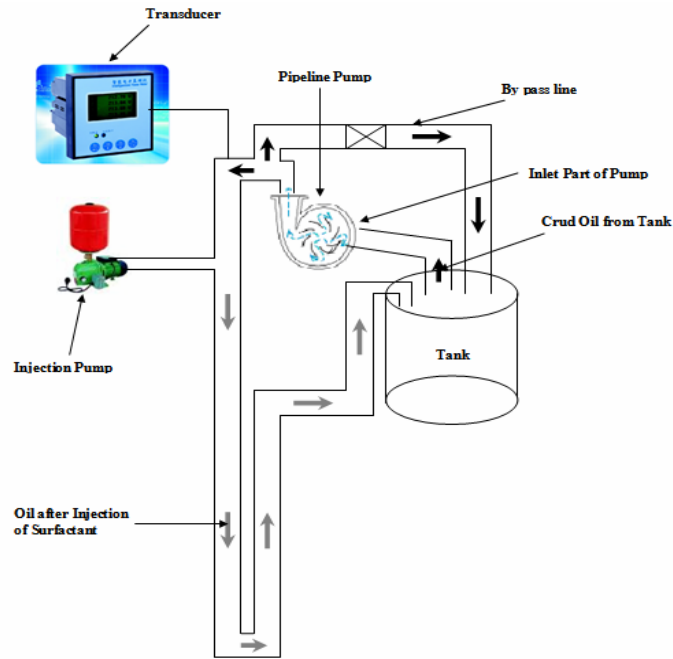 Transducer
Pipeline Pump
By pass line
Inlet Part of Pump
Crud Oil from Tank
Injection Pump
Tank
Oil after Injection
of Surfactant